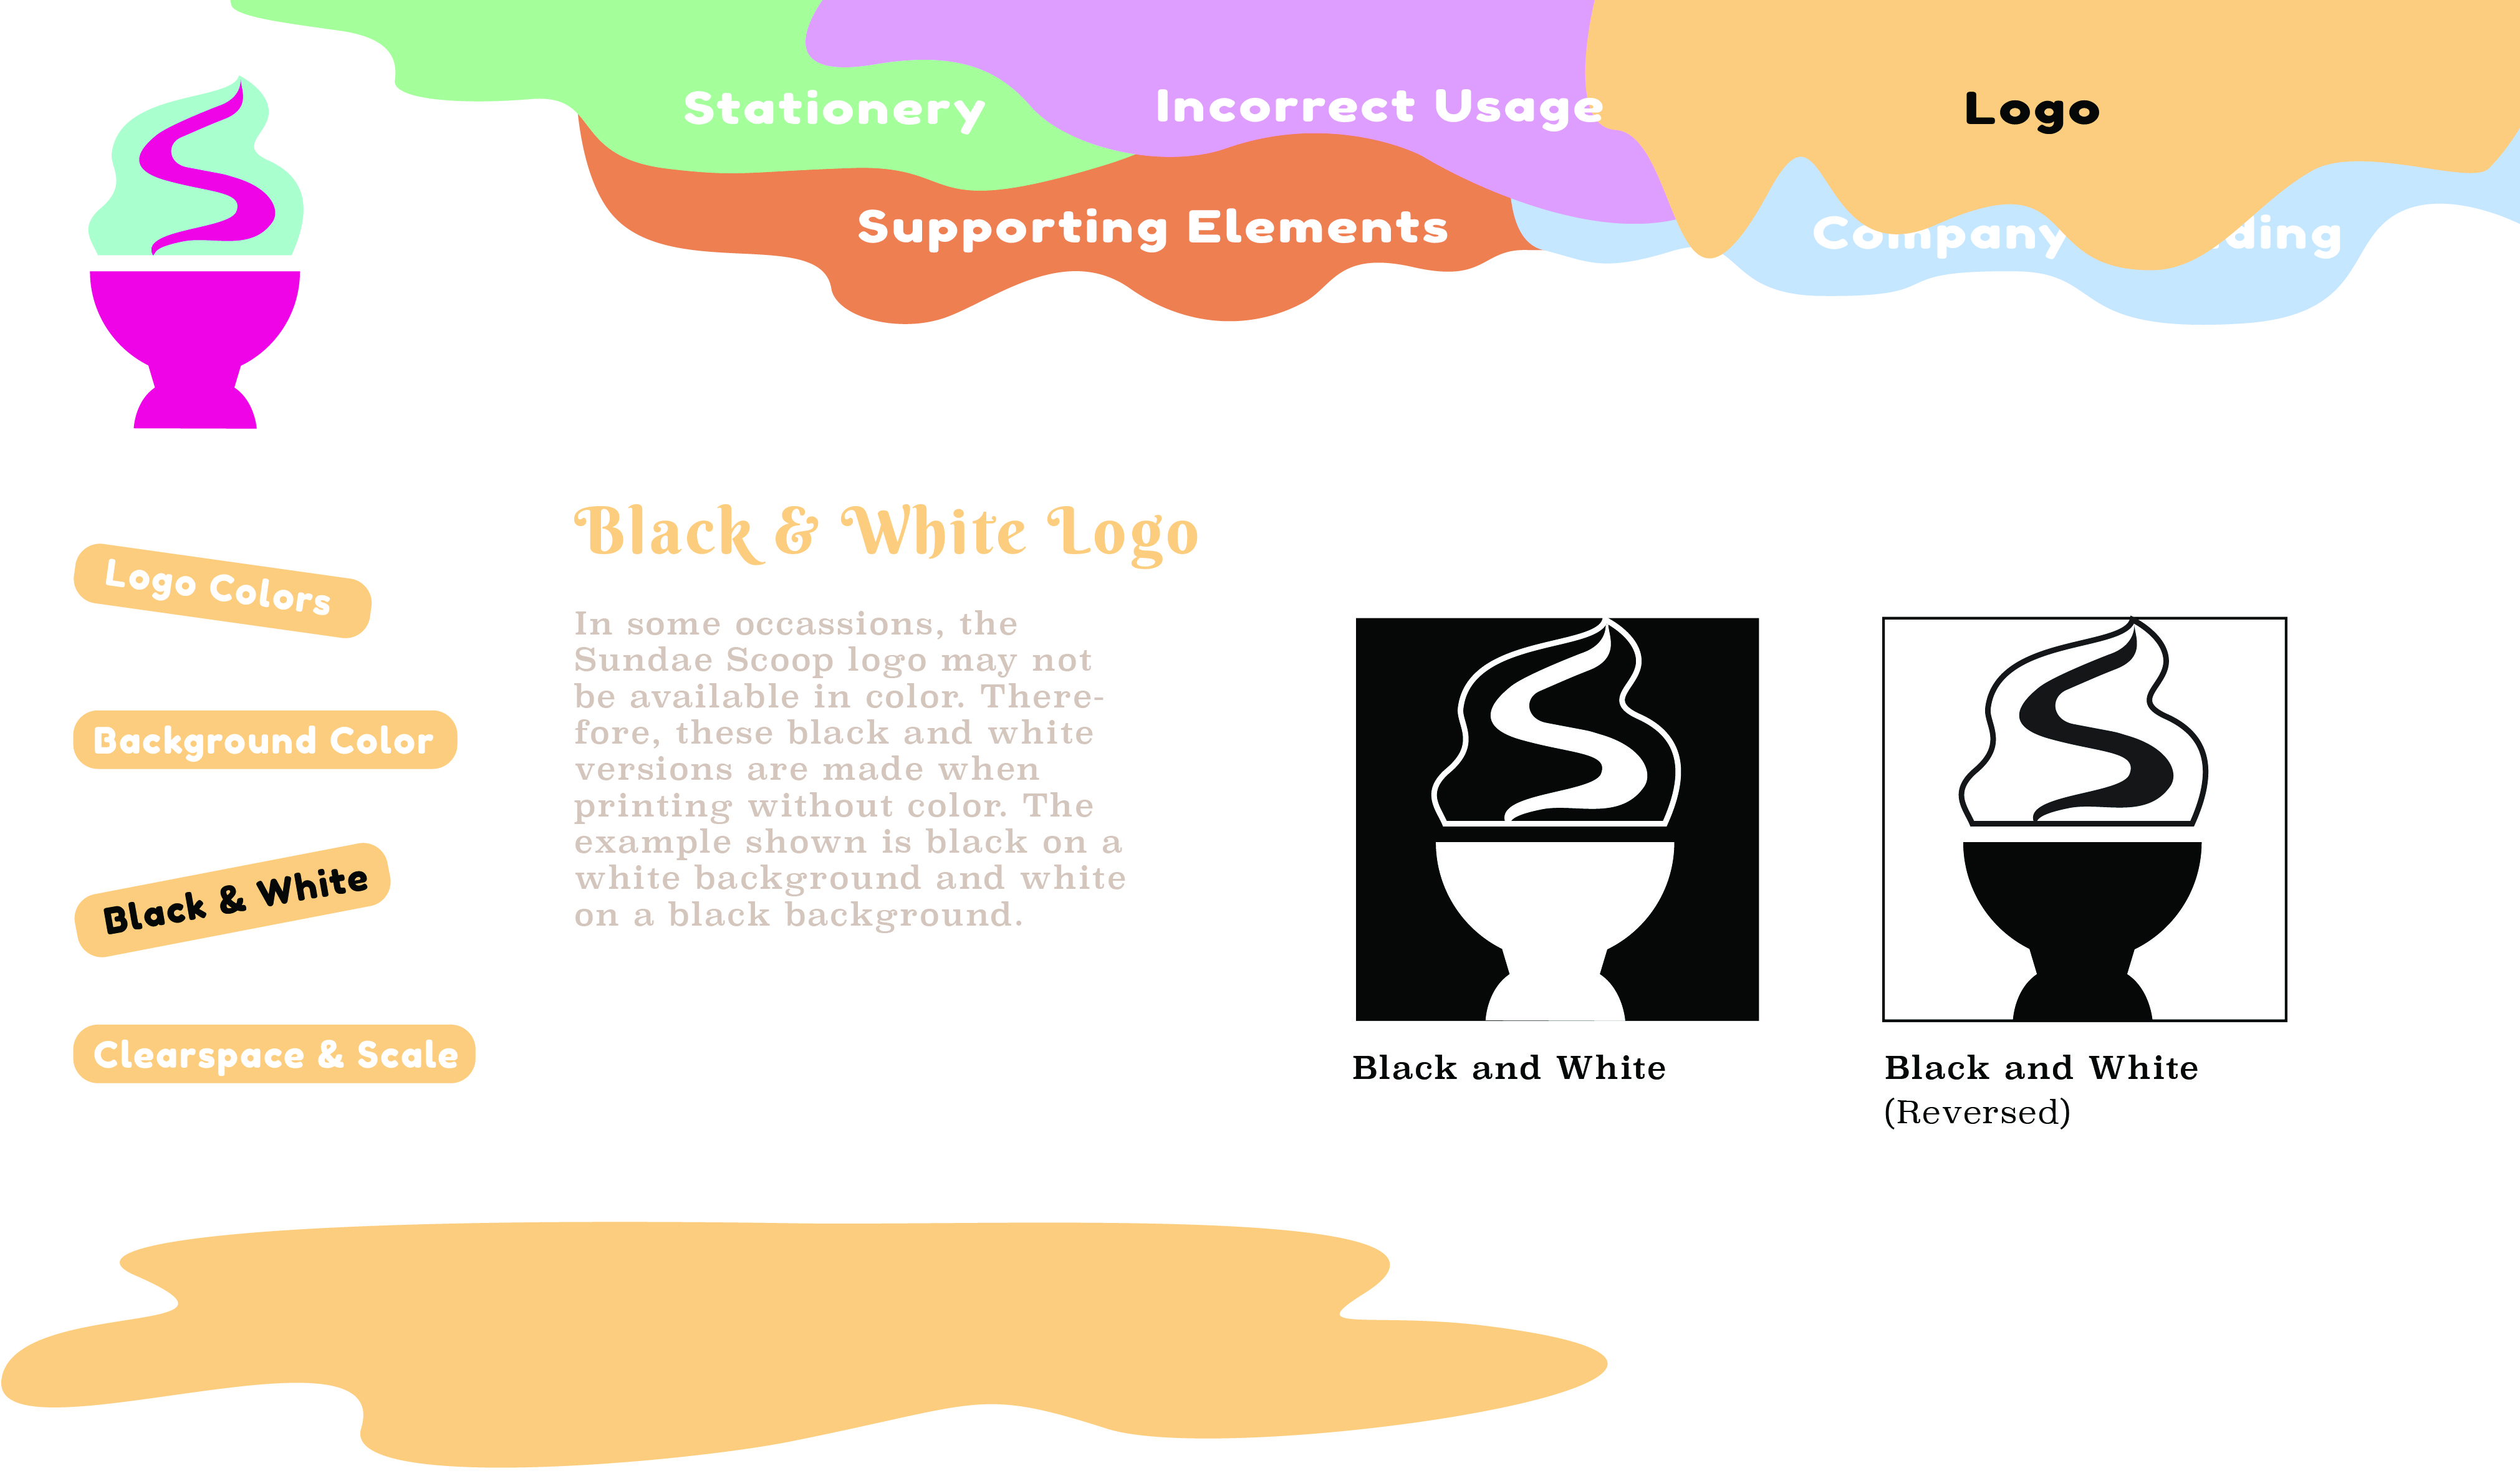 Stationery
Incorrect Usage
Logo
Supporting Elements
Company ding
Black & White Logo
Logo Colors
Background Color
Black & White
Clearspace & Scale
In some occassions, the
Sundae Scoop logo may not
be available in color. There-
fore, these black and white
versions are made when
printing without color. The
example shown is black on a
white background and white
on a black background.
Black and White
Black and White
(Reversed)